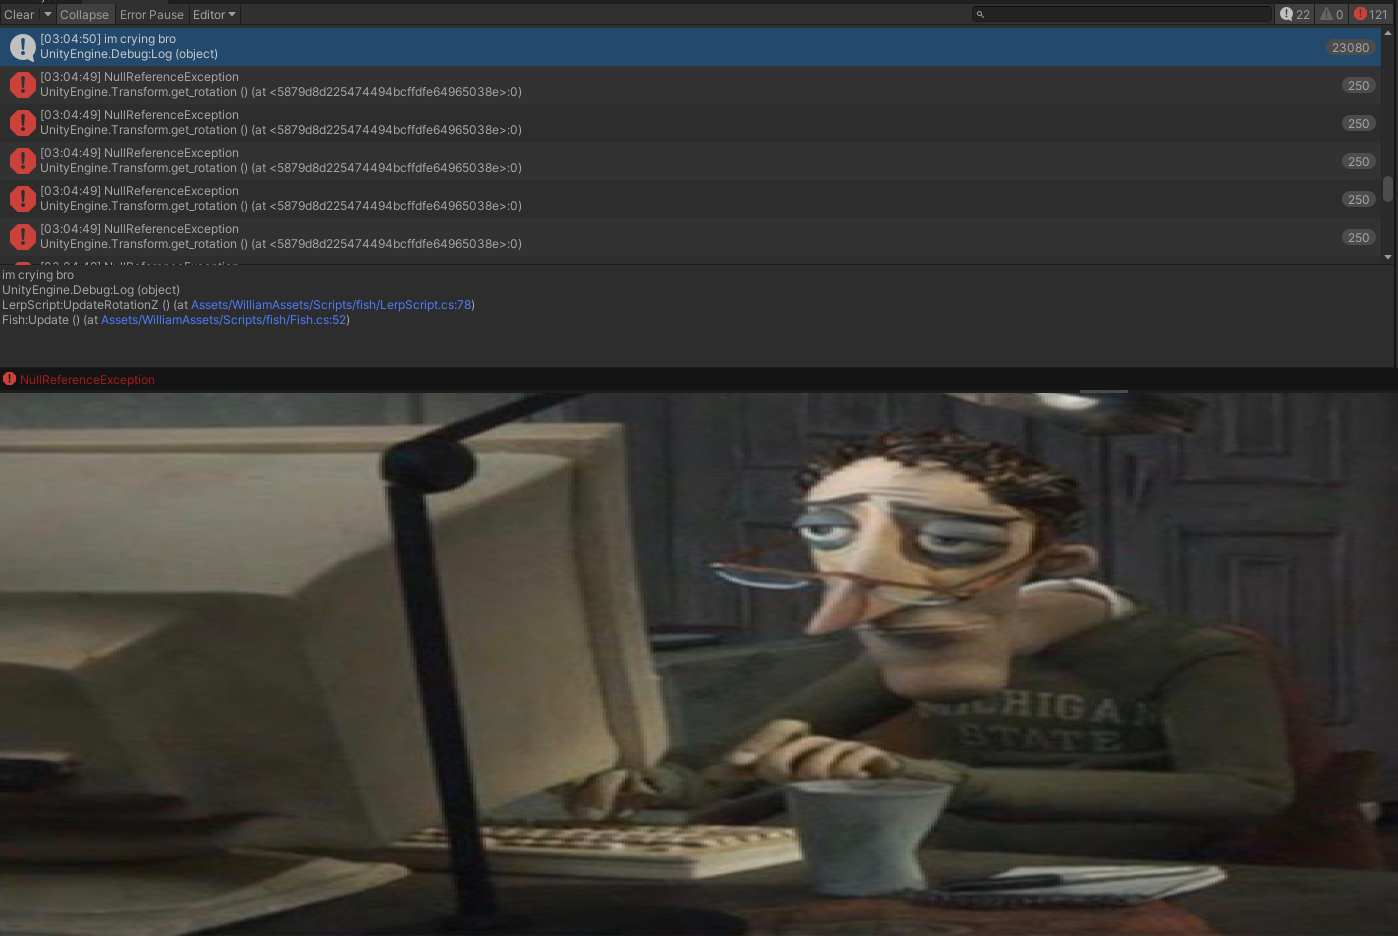 Clear Collapse Error Pause Editor 22 0 121
[03:04:50] im crying bro
UnityEngine.Debug:Log (object)
23080
[03:04:49] NullReferenceException
UnityEngine.Transform.get_rotation () (at <5879d8d225474494bcffdfe64965038e>:0)
250
[03:04:49] NullReferenceException
UnityEngine.Transform.get_rotation () (at <5879d8d225474494bcffdfe64965038e>:0)
250
[03:04:49] NullReferenceException
UnityEngine.Transform.get_rotation () (at <5879d8d225474494bcffdfe64965038e>:0)
250
[03:04:49] NullReferenceException
UnityEngine.Transform.get_rotation () (at <5879d8d225474494bcffdfe64965038e>:0)
250
[03:04:49] NullReferenceException
UnityEngine.Transform.get_rotation () (at <5879d8d225474494bcffdfe64965038e>:0)
250
im crying bro
UnityEngine.Debug:Log (object)
LerpScript:UpdateRotationZ () (at Assets/WilliamAssets/Scripts/fish/LerpScript.cs:78)
Fish:Update () (at Assets/WilliamAssets/Scripts/fish/Fish.cs:52)
NullReferenceException
MICHIGAN
STATE